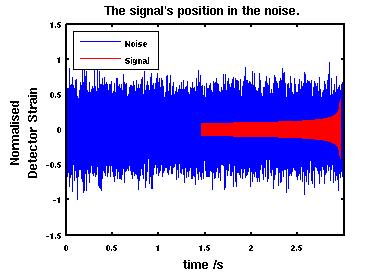 The signal's position in the noise.
Normalised
Detector Strain
1.5
1
0.5
0
-0.5
-1
-1.5
Noise
Signal
0 0.5 1 1.5 2 2.5
time /s